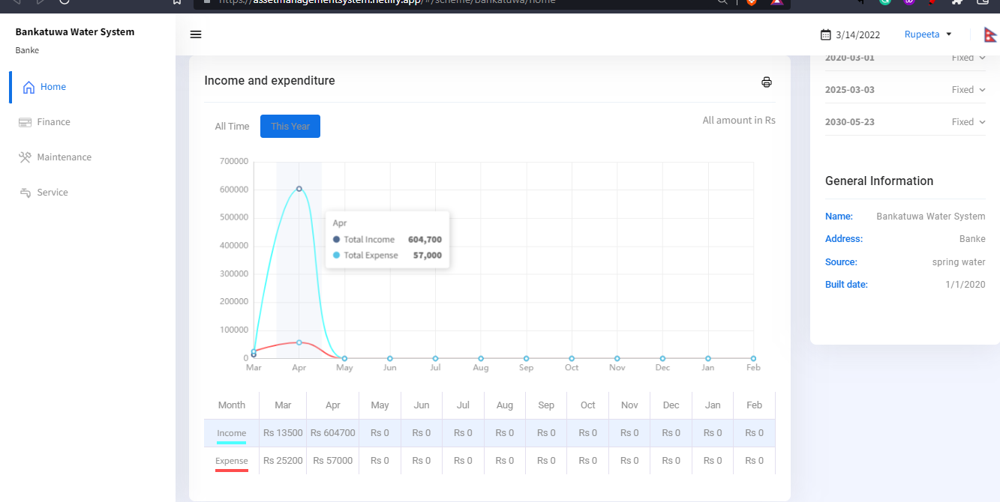 https://assetmanagementsystem.netlify.app/#/scheme/bankatuwa/home
Bankatuwa Water System
Banke
Home
Finance
Maintenance
Service
3/14/2022
Rupeeta
Income and expenditure
All Time
This Year
All amount in Rs
700000
600000
500000
400000
300000
200000
100000
0
Apr
Total Income 604,700
Total Expense 57,000
Mar Apr May Jun Jul Aug Sep Oct Nov Dec Jan Feb
Month Mar Apr May Jun Jul Aug Sep Oct Nov Dec Jan Feb
Income Rs 13500 Rs 604700 Rs 0 Rs 0 Rs 0 Rs 0 Rs 0 Rs 0 Rs 0 Rs 0 Rs 0 Rs 0
Expense Rs 25200 Rs 57000 Rs 0 Rs 0 Rs 0 Rs 0 Rs 0 Rs 0 Rs 0 Rs 0 Rs 0 Rs 0
2020-03-01 Fixed
2025-03-03 Fixed
2030-05-23 Fixed
General Information
Name: Bankatuwa Water System
Address: Banke
Source: spring water
Built date: 1/1/2020